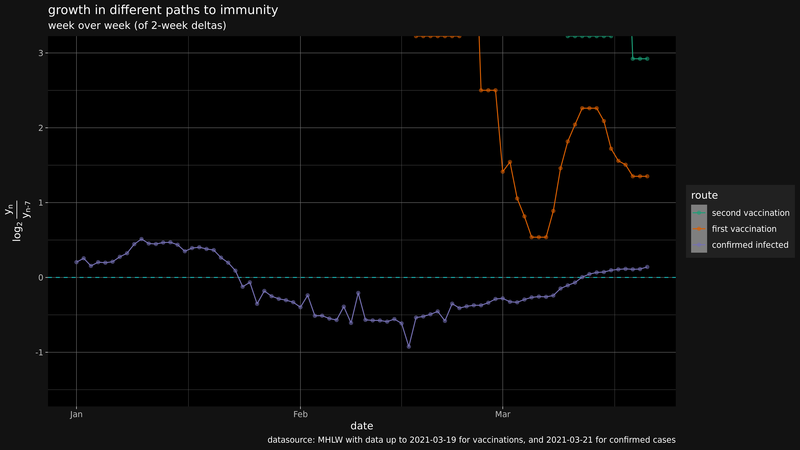 growth in different paths to immunity
week over week (of 2-week deltas)
3
2
1
0
-1
log₂ yₙ / yₙ₋₇
Jan
Feb
Mar
date
route
second vaccination
first vaccination
confirmed infected
datasource: MHLW with data up to 2021-03-19 for vaccinations, and 2021-03-21 for confirmed cases